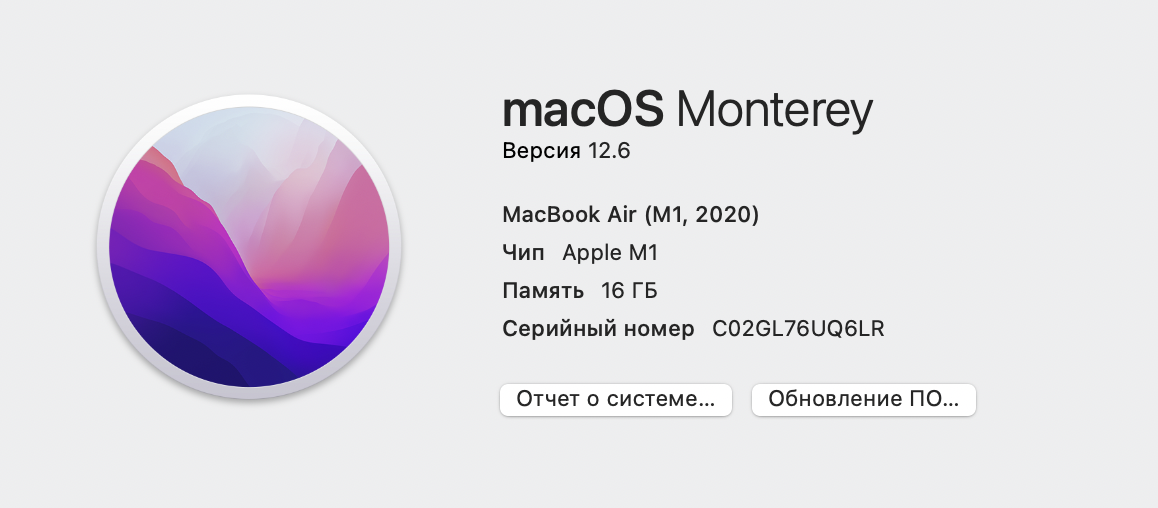 macOS Monterey
Версия 12.6
MacBook Air (M1, 2020)
Чип Apple M1
Память 16 ГБ
Серийный номер C02GL76UQ6LR
Отчет о системе... Обновление ПО...